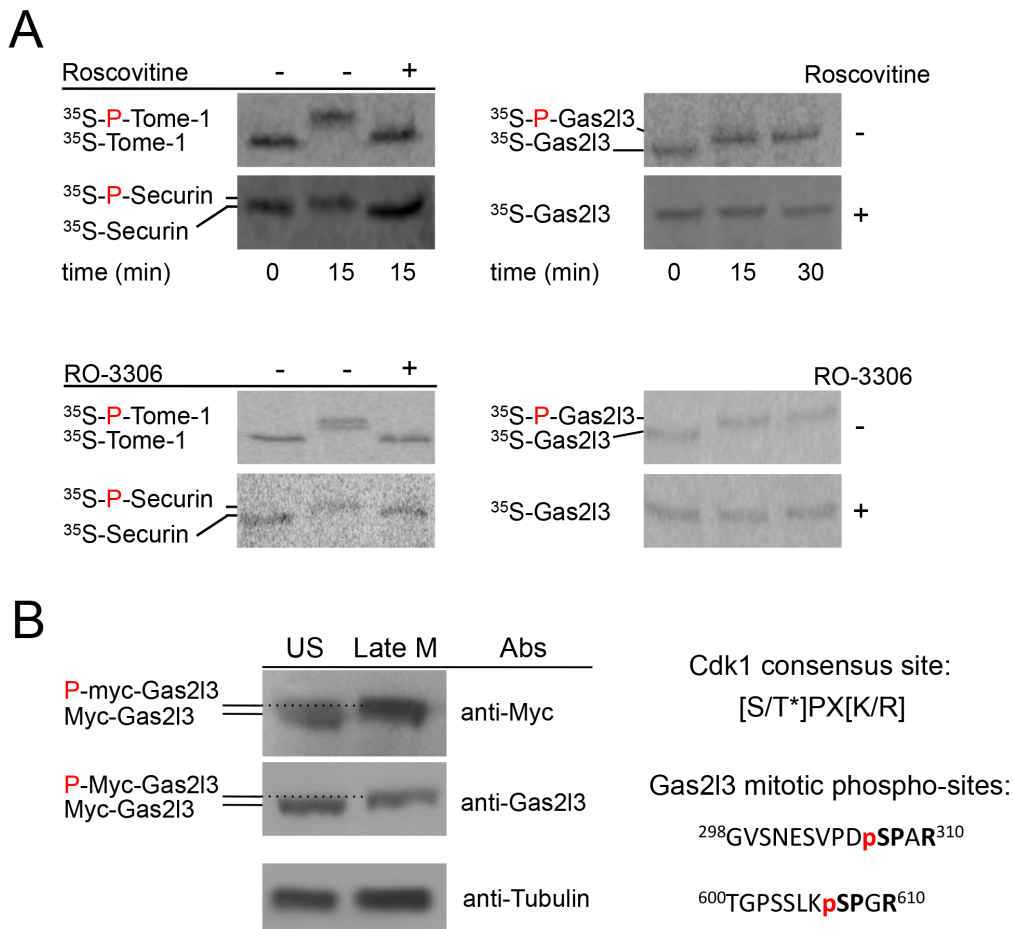 A
Roscovitine - - +
³⁵S-P-Tome-1
³⁵S-Tome-1
³⁵S-P-Securin
³⁵S-Securin
time (min) 0 15 15
Roscovitine
³⁵S-P-Gas2l3
³⁵S-Gas2l3
-
³⁵S-Gas2l3 +
time (min) 0 15 30
RO-3306 - - +
³⁵S-P-Tome-1
³⁵S-Tome-1
³⁵S-P-Securin
³⁵S-Securin
RO-3306
³⁵S-P-Gas2l3
³⁵S-Gas2l3
-
³⁵S-Gas2l3 +
B
US Late M Abs
P-myc-Gas2l3
Myc-Gas2l3
anti-Myc
P-Myc-Gas2l3
Myc-Gas2l3
anti-Gas2l3
anti-Tubulin
Cdk1 consensus site:
[S/T*]PX[K/R]
Gas2l3 mitotic phospho-sites:
²⁹⁸GVSNESVPDpSPAR³¹⁰
⁶⁰⁰TGPSSLKpSPGR⁶¹⁰